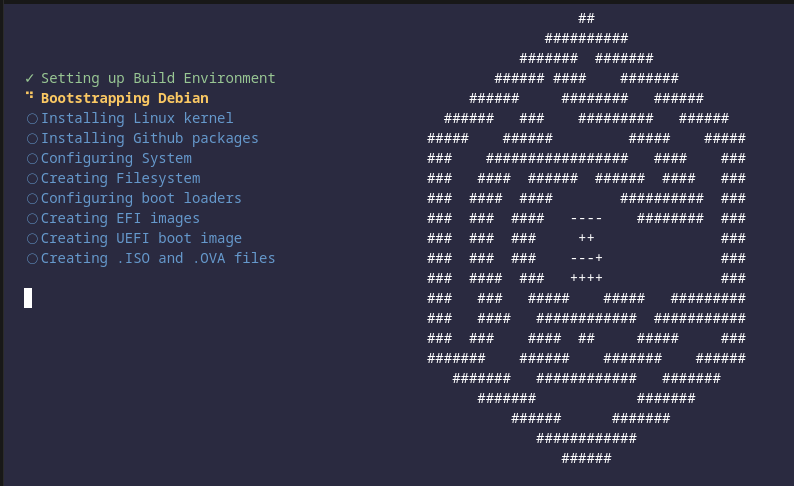 ✓ Setting up Build Environment
Bootstrapping Debian
Installing Linux kernel
Installing Github packages
Configuring System
Creating Filesystem
Configuring boot loaders
Creating EFI images
Creating UEFI boot image
Creating .ISO and .OVA files